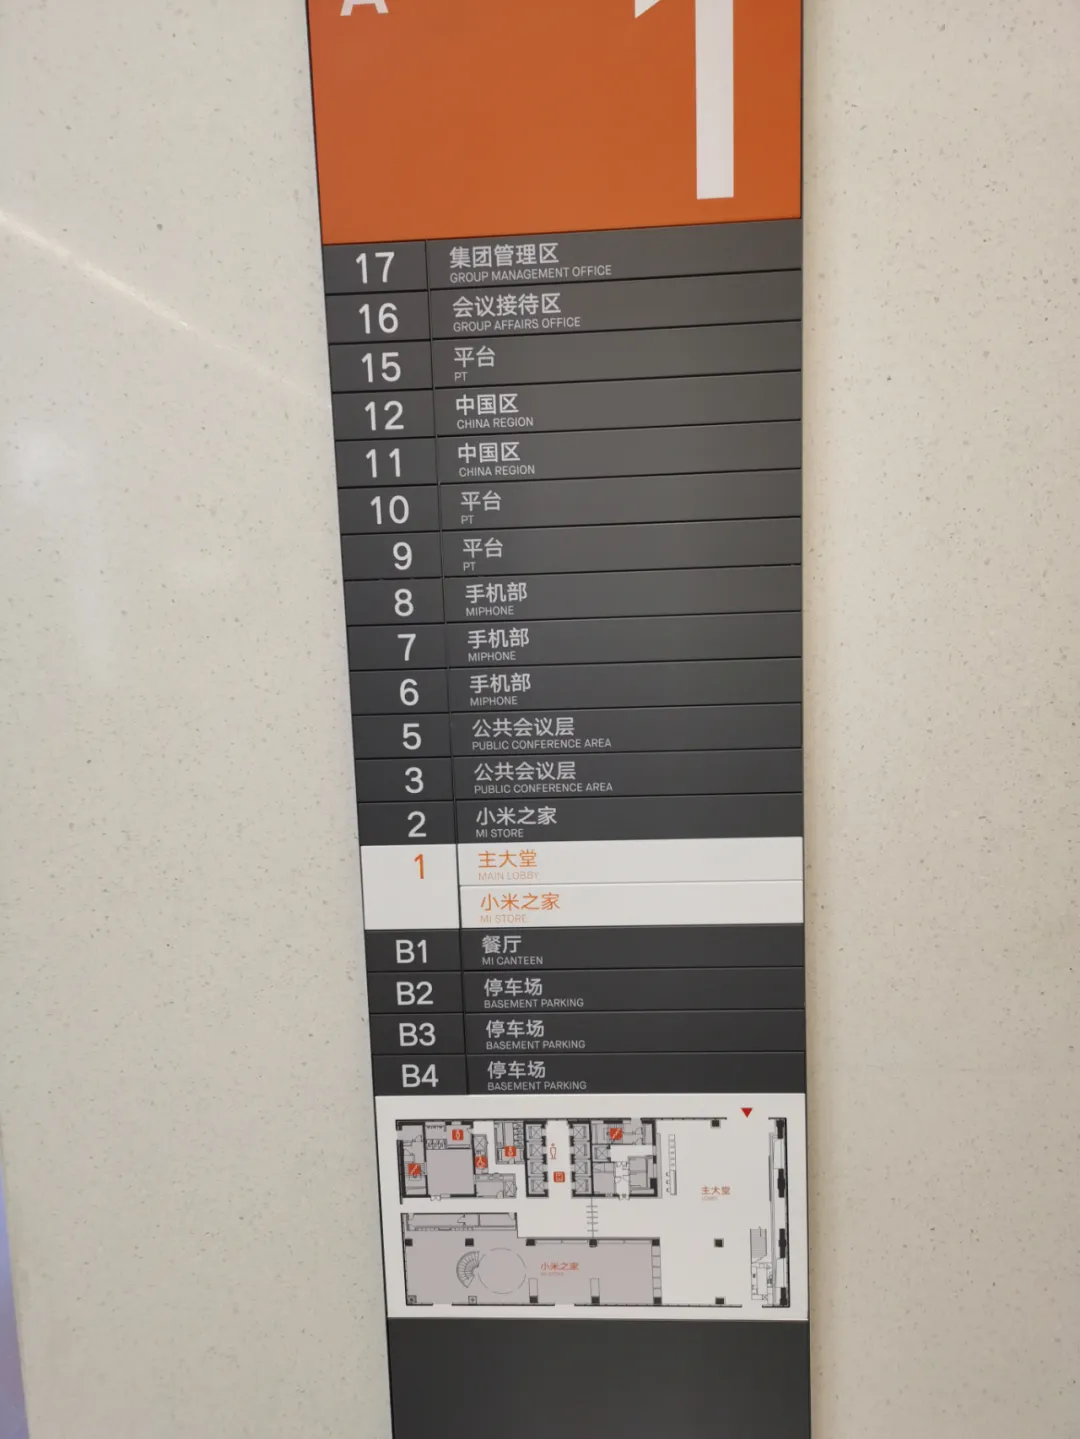 A
1
17 集团管理区
GROUP MANAGEMENT OFFICE
16 会议接待区
GROUP AFFAIRS OFFICE
15 平台
PT
12 中国区
CHINA REGION
11 中国区
CHINA REGION
10 平台
PT
9 平台
PT
8 手机部
MIPHONE
7 手机部
MIPHONE
6 手机部
MIPHONE
5 公共会议层
PUBLIC CONFERENCE AREA
3 公共会议层
PUBLIC CONFERENCE AREA
2 小米之家
MI STORE
1 主大堂
MAIN LOBBY
小米之家
MI STORE
B1 餐厅
MI CANTEEN
B2 停车场
BASEMENT PARKING
B3 停车场
BASEMENT PARKING
B4 停车场
BASEMENT PARKING
主大堂
LOBBY
小米之家
MI STORE